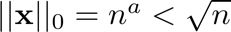 ||𝐱||₀ = nᵃ < √n